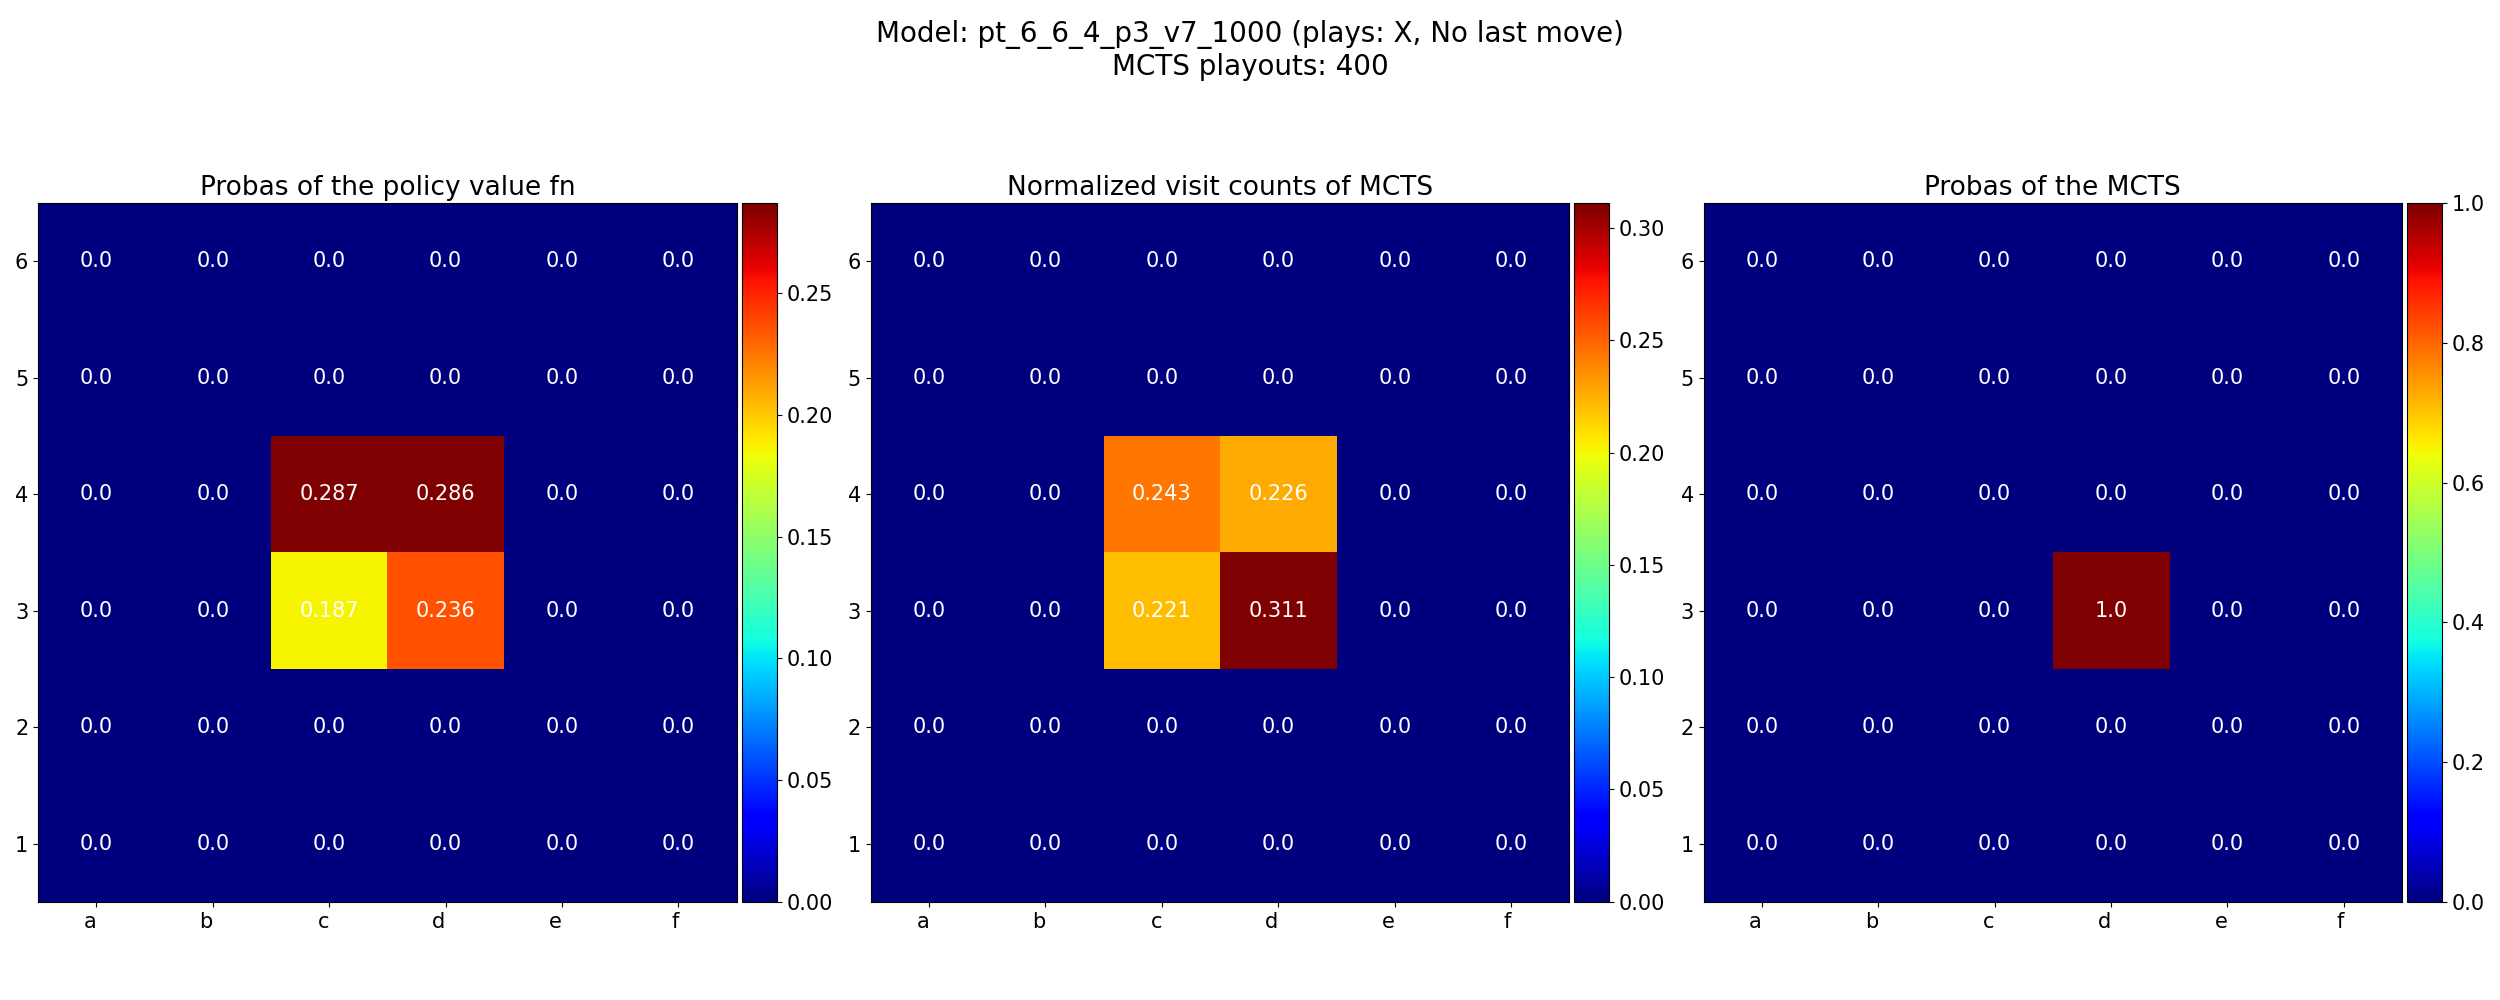 Model: pt_6_6_4_p3_v7_1000 (plays: X, No last move)
MCTS playouts: 400
Probas of the policy value fn
6 0.0 0.0 0.0 0.0 0.0 0.0
5 0.0 0.0 0.0 0.0 0.0 0.0
4 0.0 0.0 0.287 0.286 0.0 0.0
3 0.0 0.0 0.187 0.236 0.0 0.0
2 0.0 0.0 0.0 0.0 0.0 0.0
1 0.0 0.0 0.0 0.0 0.0 0.0
a b c d e f
0.25
0.20
0.15
0.10
0.05
0.00
Normalized visit counts of MCTS
6 0.0 0.0 0.0 0.0 0.0 0.0
5 0.0 0.0 0.0 0.0 0.0 0.0
4 0.0 0.0 0.243 0.226 0.0 0.0
3 0.0 0.0 0.221 0.311 0.0 0.0
2 0.0 0.0 0.0 0.0 0.0 0.0
1 0.0 0.0 0.0 0.0 0.0 0.0
a b c d e f
0.30
0.25
0.20
0.15
0.10
0.05
0.00
Probas of the MCTS
6 0.0 0.0 0.0 0.0 0.0 0.0
5 0.0 0.0 0.0 0.0 0.0 0.0
4 0.0 0.0 0.0 0.0 0.0 0.0
3 0.0 0.0 0.0 1.0 0.0 0.0
2 0.0 0.0 0.0 0.0 0.0 0.0
1 0.0 0.0 0.0 0.0 0.0 0.0
a b c d e f
1.0
0.8
0.6
0.4
0.2
0.0